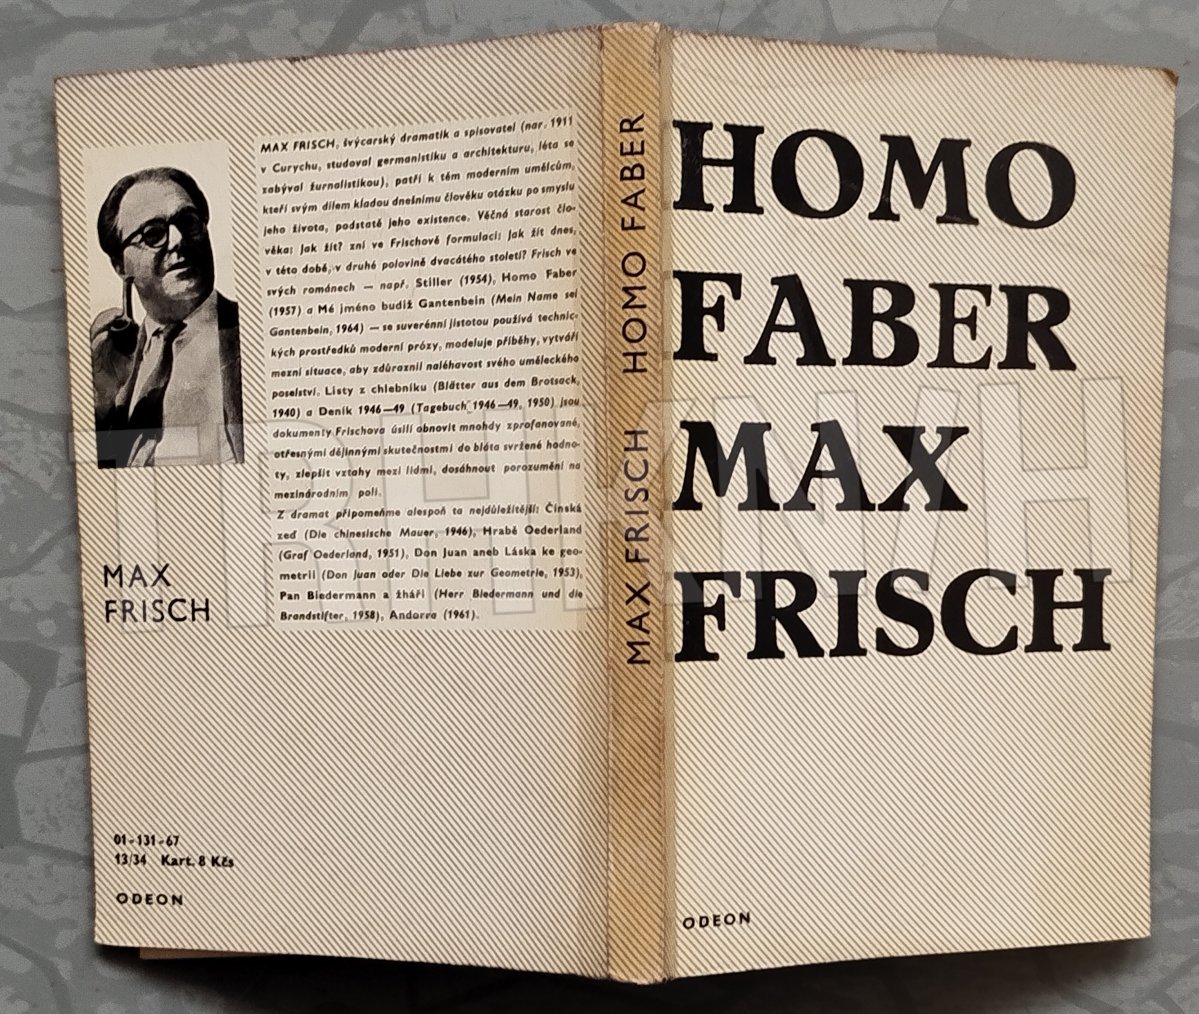 MAX FRISCH, švýcarský dramatik a spisovatel (nar. 1911
v Curychu, studoval germanistiku a architekturu, léta se
zabýval žurnalistikou), patří k těm moderním umělcům,
kteří svým dílem kladou dnešnímu člověku otázku po smyslu
jeho života, podstatě jeho existence. Věčná starost člo-
věka: Jak žít? zní ve Frischově formulaci: Jak žít dnes,
v této době, v druhé polovině dvacátého století? Frisch ve
svých románech — např. Stiller (1954), Homo Faber
(1957) a Mé jméno budiž Gantenbein (Mein Name sei
Gantenbein, 1964) — se suverénní jistotou používá technic-
kých prostředků moderní prózy, modeluje příběhy, vytváří
mezní situace, aby zdůraznil naléhavost svého uměleckého
poselství. Listy z chlebníku (Blätter aus dem Brotsack,
1940) a Deník 1946—49 (Tagebuch 1946—49, 1950) jsou
dokumenty Frischova úsilí obnovit mnohdy zprofanované,
otřesnými dějinnými skutečnostmi do bláta svržené hodno-
ty, zlepšit vztahy mezi lidmi, dosáhnout porozumění na
mezinárodním poli.
Z dramat připomeňme alespoň ta nejdůležitější: Čínská
zeď (Die chinesische Mauer, 1946), Hrabě Oederland
(Graf Oederland, 1951), Don Juan aneb Láska ke geo-
metrii (Don Juan oder Die Liebe zur Geometrie, 1953),
Pan Biedermann a žháři (Herr Biedermann und die
Brandstifter, 1958), Andorra (1961).
MAX
FRISCH
01-131-67
13/34 Kart. 8 Kčs
ODEON
MAX FRISCH HOMO FABER
HOMO
FABER
MAX
FRISCH
ODEON
TRHKNIH